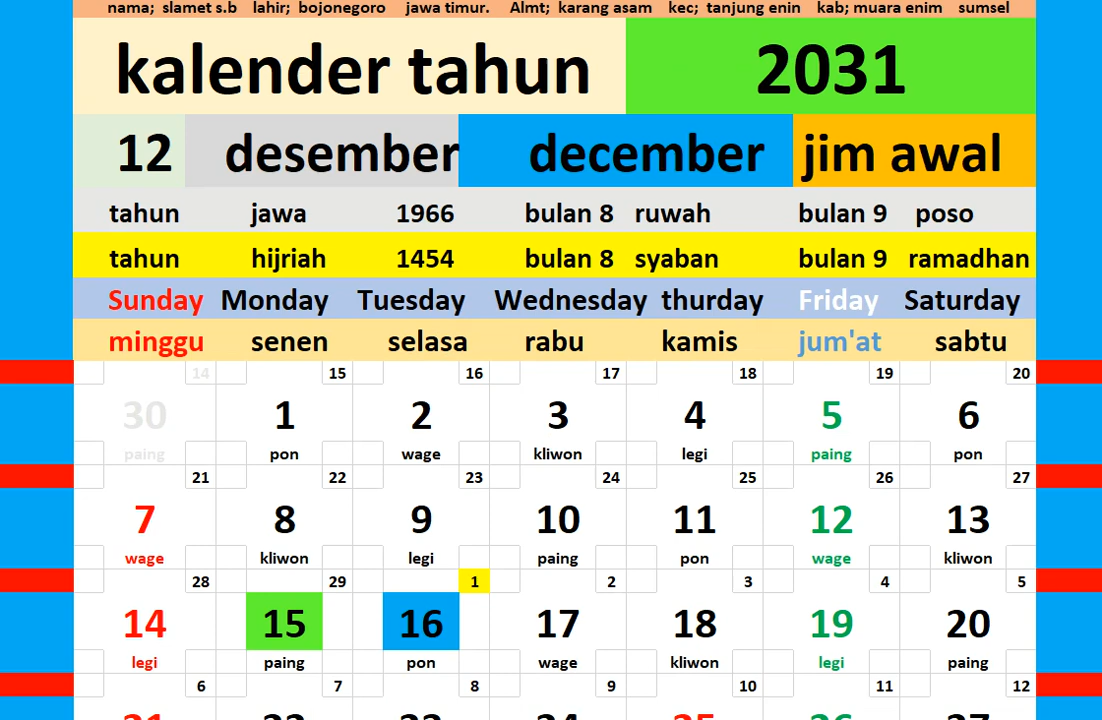 nama; slamet s.b lahir; bojonegoro jawa timur. Almt; karang asam kec; tanjung enin kab; muara enim sumsel
kalender tahun 2031
12 desember december jim awal
tahun jawa 1966 bulan 8 ruwah bulan 9 poso
tahun hijriah 1454 bulan 8 syaban bulan 9 ramadhan
Sunday Monday Tuesday Wednesday thurday Friday Saturday
minggu senen selasa rabu kamis jum'at sabtu
14 15 16 17 18 19 20
30 1 2 3 4 5 6
paing pon wage kliwon legi paing pon
21 22 23 24 25 26 27
7 8 9 10 11 12 13
wage kliwon legi paing pon wage kliwon
28 29 1 2 3 4 5
14 15 16 17 18 19 20
legi paing pon wage kliwon legi paing
6 7 8 9 10 11 12